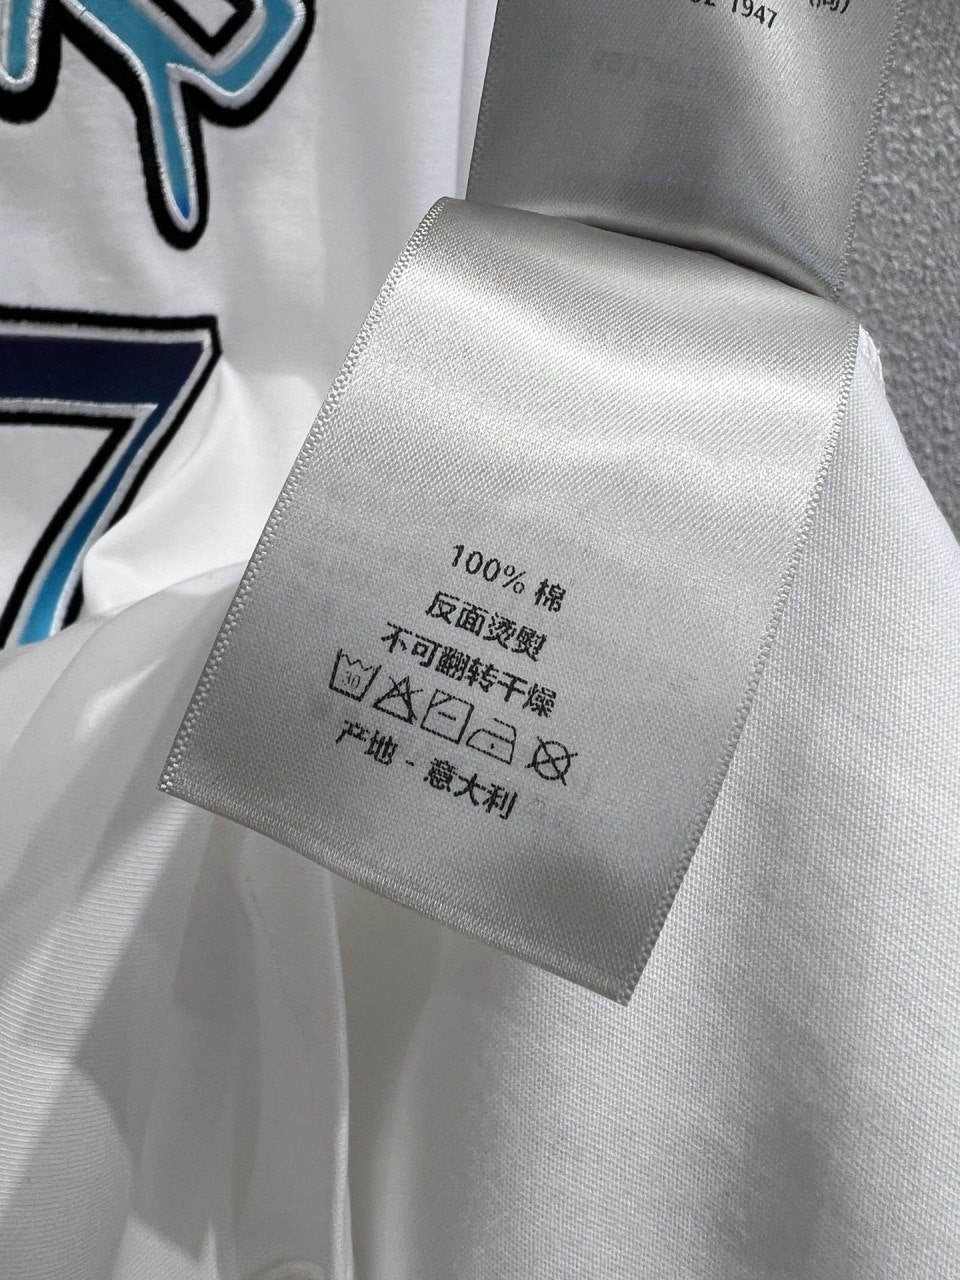 1947
100% 棉
反面烫熨
不可翻转干燥
30
产地 - 意大利